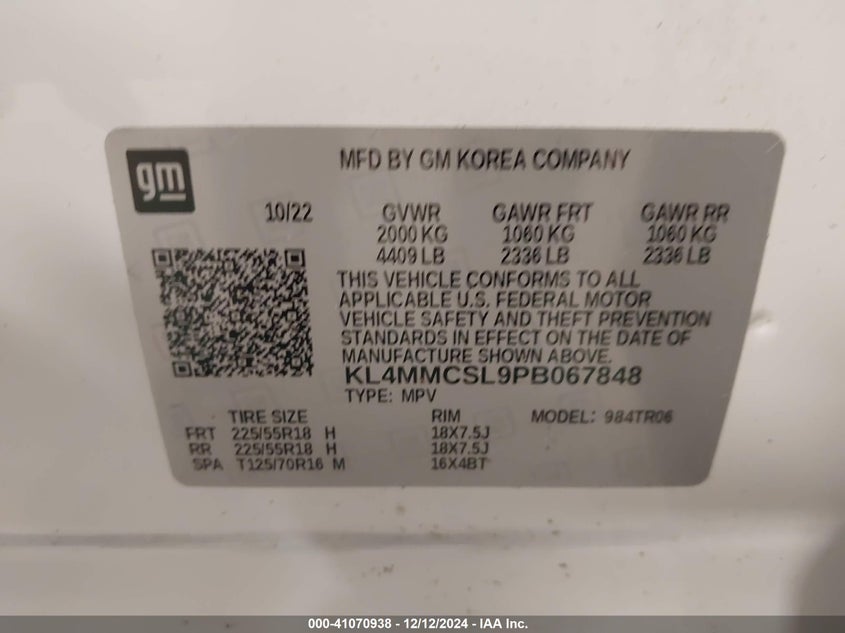 gm
MFD BY GM KOREA COMPANY
10/22 GVWR GAWR FRT GAWR RR
2000 KG 1060 KG 1060 KG
4409 LB 2336 LB 2336 LB
THIS VEHICLE CONFORMS TO ALL
APPLICABLE U.S. FEDERAL MOTOR
VEHICLE SAFETY AND THEFT PREVENTION
STANDARDS IN EFFECT ON THE DATE OF
MANUFACTURE SHOWN ABOVE.
KL4MMCSL9PB067848
TYPE: MPV
TIRE SIZE RIM MODEL: 984TR06
FRT 225/55R18 H 18X7.5J
RR 225/55R18 H 18X7.5J
SPA T125/70R16 M 16X4BT
000-41070938 - 12/12/2024 - IAA Inc.